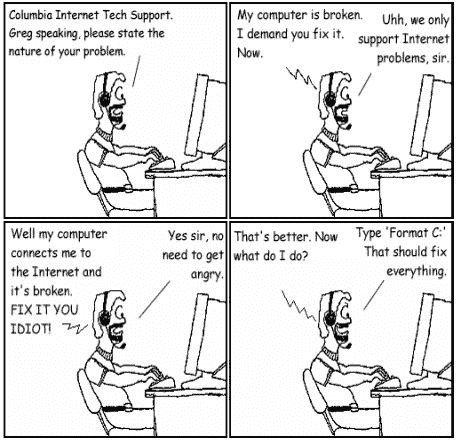 Columbia Internet Tech Support.
Greg speaking, please state the
nature of your problem.
My computer is broken.
I demand you fix it.
Now.
Uhh, we only
support Internet
problems, sir.
Well my computer
connects me to
the Internet and
it's broken.
FIX IT YOU
IDIOT!
Yes sir, no
need to get
angry.
That's better. Now
what do I do?
Type 'Format C:'
That should fix
everything.